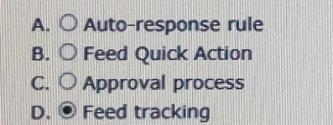 A. Auto-response rule
B. Feed Quick Action
C. Approval process
D. Feed tracking